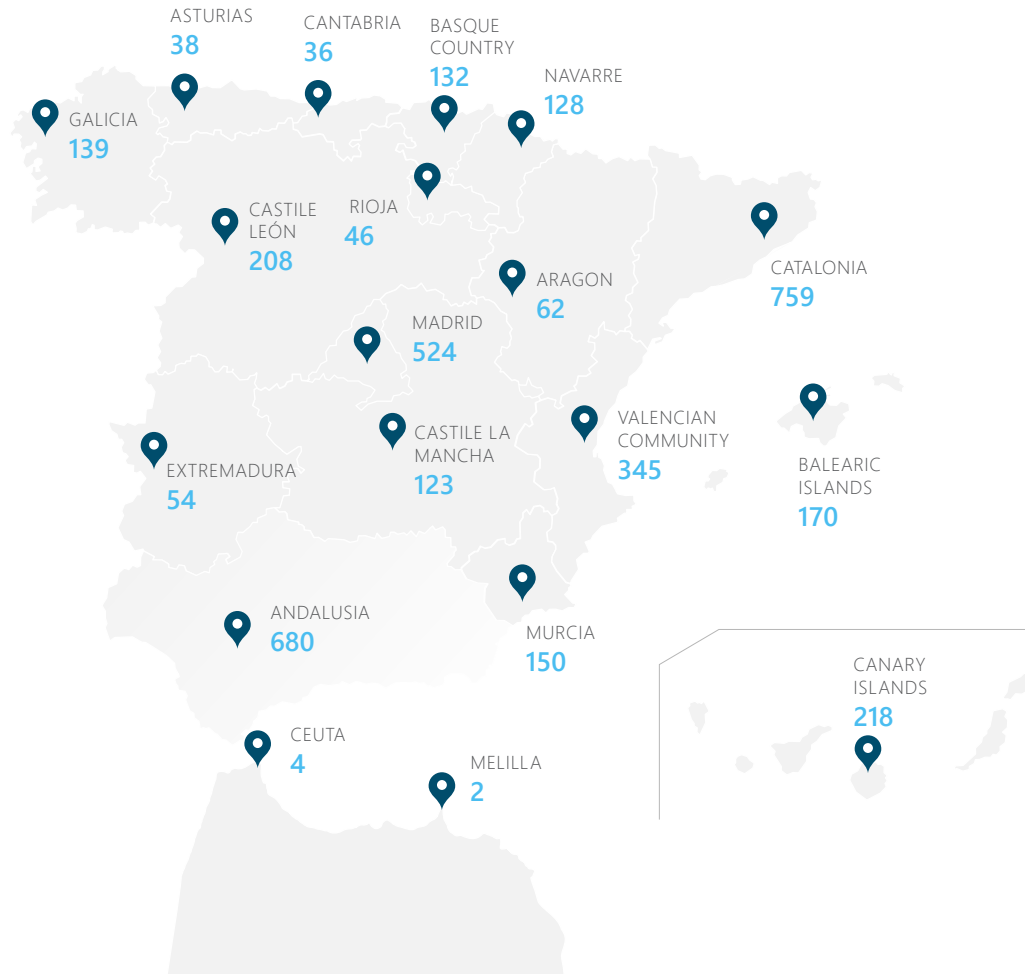 ASTURIAS
38
CANTABRIA
36
BASQUE
COUNTRY
132
NAVARRE
128
GALICIA
139
CASTILE
LEÓN
208
RIOJA
46
ARAGON
62
CATALONIA
759
MADRID
524
EXTREMADURA
54
CASTILE LA
MANCHA
123
VALENCIAN
COMMUNITY
345
BALEARIC
ISLANDS
170
ANDALUSIA
680
MURCIA
150
CANARY
ISLANDS
218
CEUTA
4
MELILLA
2